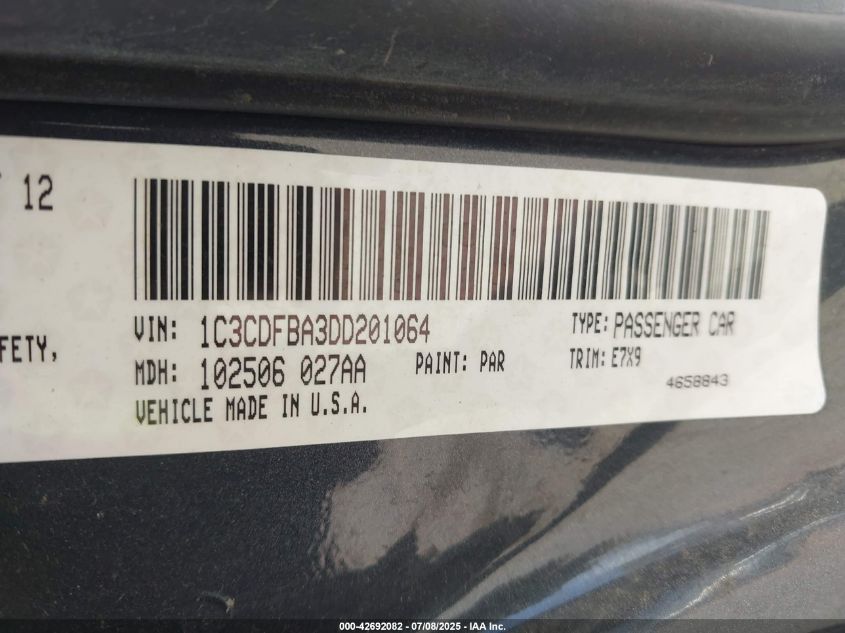 12
FETY,
VIN: 1C3CDFBA3DD201064
TYPE: PASSENGER CAR
MDH: 102506 027AA
PAINT: PAR
TRIM: E7X9
VEHICLE MADE IN U.S.A.
4658843
000-42692082 - 07/08/2025 - IAA Inc.